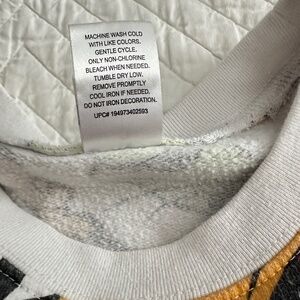 MACHINE WASH COLD
WITH LIKE COLORS.
GENTLE CYCLE.
ONLY NON-CHLORINE
BLEACH WHEN NEEDED.
TUMBLE DRY LOW.
REMOVE PROMPTLY
COOL IRON IF NEEDED.
DO NOT IRON DECORATION.
UPC# 194973402593